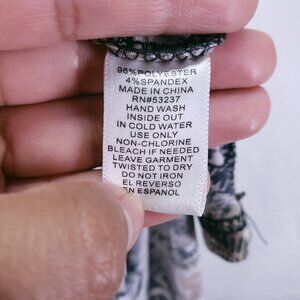 96%POLYESTER
4%SPANDEX
MADE IN CHINA
RN#53237
HAND WASH
INSIDE OUT
IN COLD WATER
USE ONLY
NON-CHLORINE
BLEACH IF NEEDED
LEAVE GARMENT
TWISTED TO DRY
DO NOT IRON
EL REVERSO
EN ESPANOL